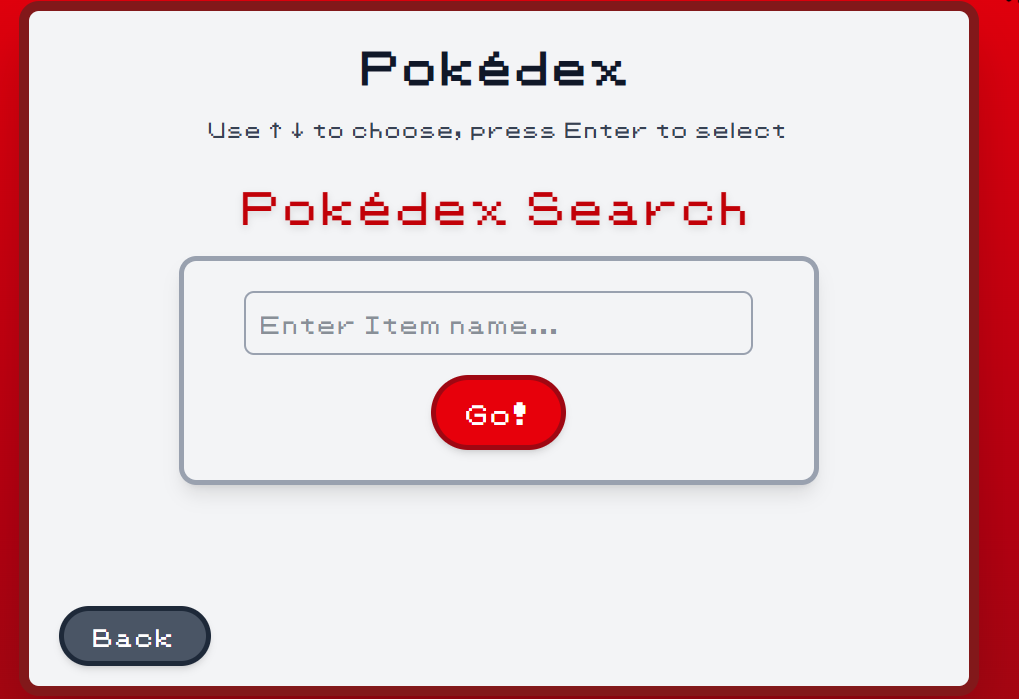 Pokédex
Use ↑↓ to choose, press Enter to select
Pokédex Search
Enter Item name...
Go!
Back